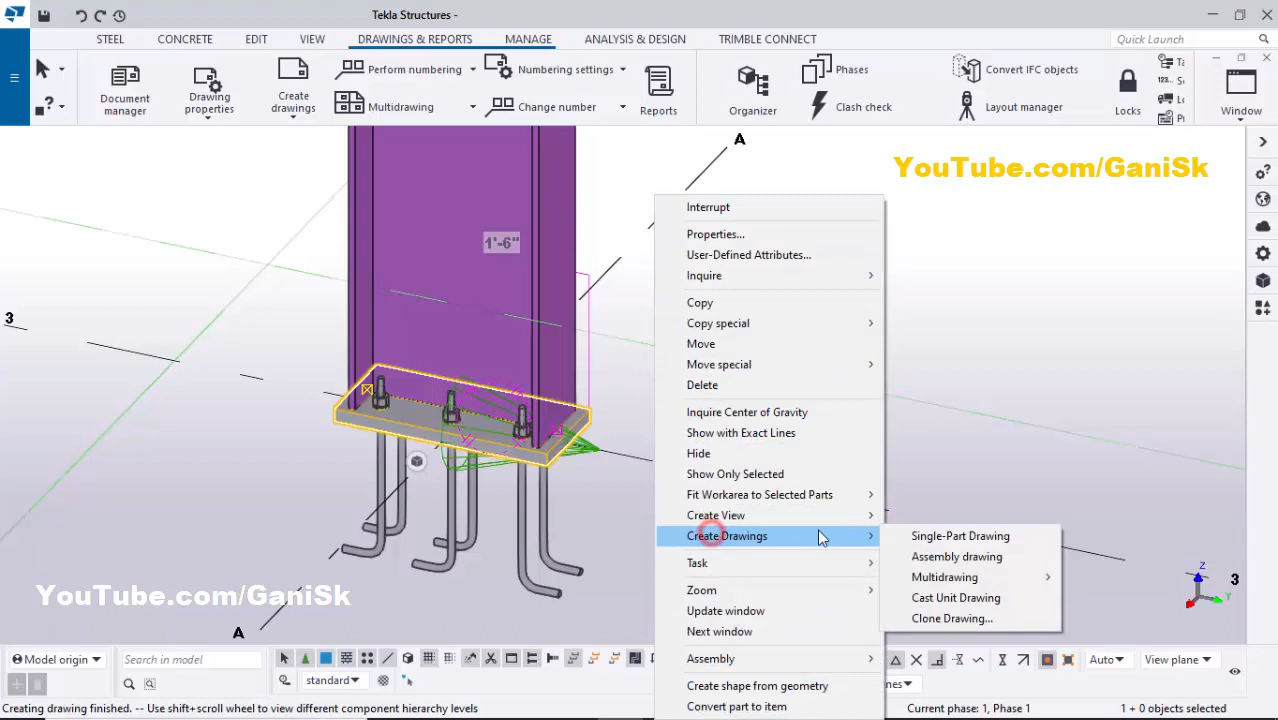 Tekla Structures -
STEEL
CONCRETE
EDIT
VIEW
DRAWINGS & REPORTS
MANAGE
ANALYSIS & DESIGN
TRIMBLE CONNECT
Quick Launch
Document manager
Drawing properties
Create drawings
Perform numbering
Multidrawing
Numbering settings
Change number
Reports
Organizer
Phases
Clash check
Convert IFC objects
Layout manager
Locks
Window
A
YouTube.com/GaniSk
1'-6"
3
Interrupt
Properties...
User-Defined Attributes...
Inquire
Copy
Copy special
Move
Move special
Delete
Inquire Center of Gravity
Show with Exact Lines
Hide
Show Only Selected
Fit Workarea to Selected Parts
Create View
Create Drawings
Task
Zoom
Update window
Next window
Assembly
Create shape from geometry
Convert part to item
Single-Part Drawing
Assembly drawing
Multidrawing
Cast Unit Drawing
Clone Drawing...
YouTube.com/GaniSk
A
Z
Y
3
Model origin
Search in model
standard
Auto
View plane
Creating drawing finished. -- Use shift+scroll wheel to view different component hierarchy levels
Current phase: 1, Phase 1
1 + 0 objects selected